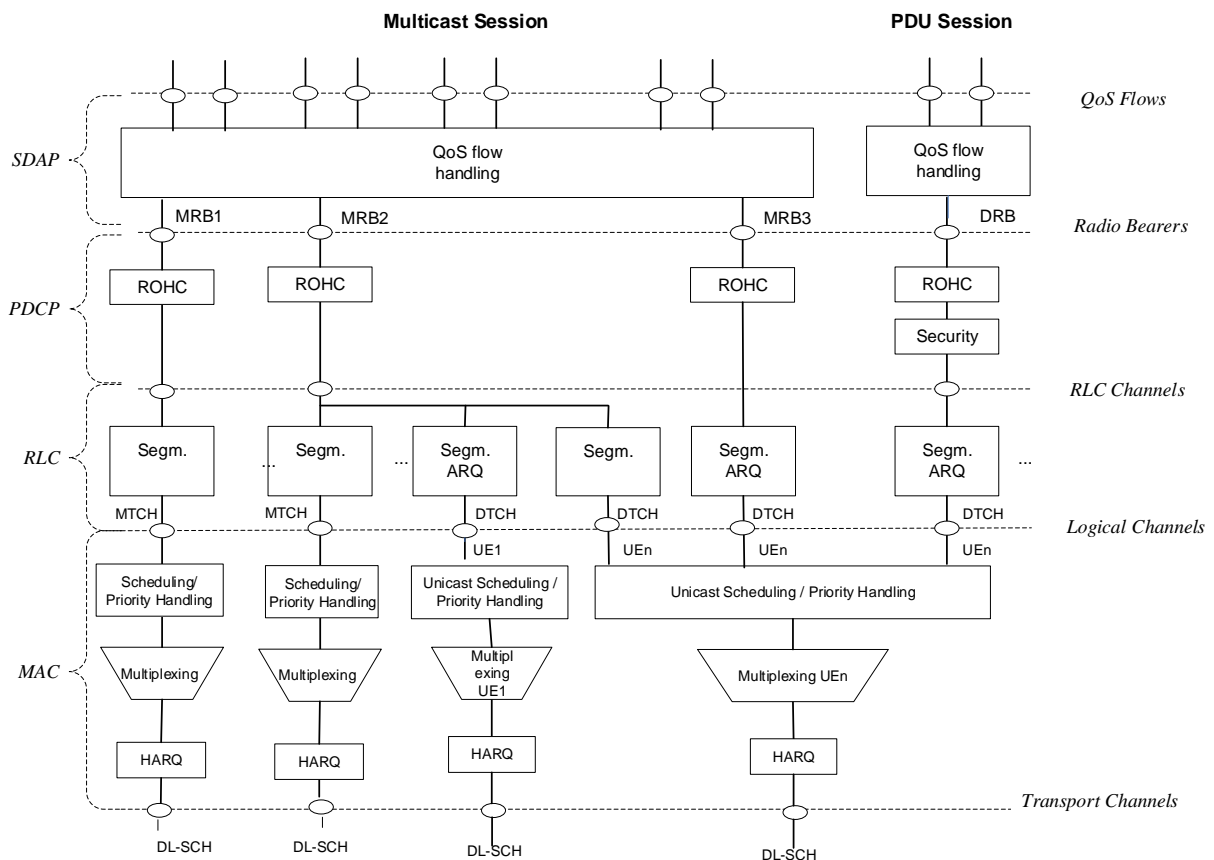 Multicast Session
PDU Session
QoS Flows
SDAP
QoS flow
handling
QoS flow
handling
MRB1
MRB2
MRB3
DRB
Radio Bearers
PDCP
ROHC
ROHC
ROHC
ROHC
Security
RLC Channels
RLC
Segm.
...
Segm.
...
Segm.
ARQ
Segm.
Segm.
ARQ
Segm.
ARQ
...
MTCH
MTCH
DTCH
DTCH
DTCH
DTCH
Logical Channels
UE1
UEn
UEn
UEn
MAC
Scheduling/
Priority Handling
Scheduling/
Priority Handling
Unicast Scheduling /
Priority Handling
Unicast Scheduling / Priority Handling
Multiplexing
Multiplexing
Multipl
exing
UE1
Multiplexing UEn
HARQ
HARQ
HARQ
HARQ
Transport Channels
DL-SCH
DL-SCH
DL-SCH
DL-SCH